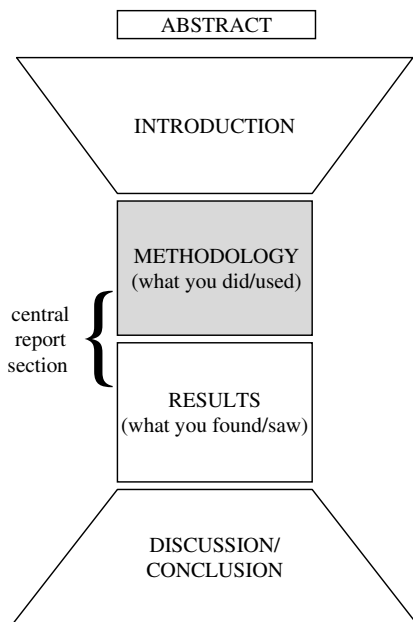 ABSTRACT
INTRODUCTION
METHODOLOGY
(what you did/used)
central
report
section
RESULTS
(what you found/saw)
DISCUSSION/
CONCLUSION